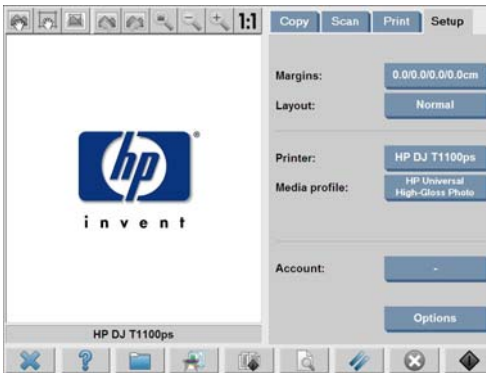 1:1
Copy Scan Print Setup
Margins: 0.0/0.0/0.0/0.0cm
Layout: Normal
hp
®
invent
Printer: HP DJ T1100ps
Media profile: HP Universal
High-Gloss Photo
Account: -
Options
HP DJ T1100ps
?